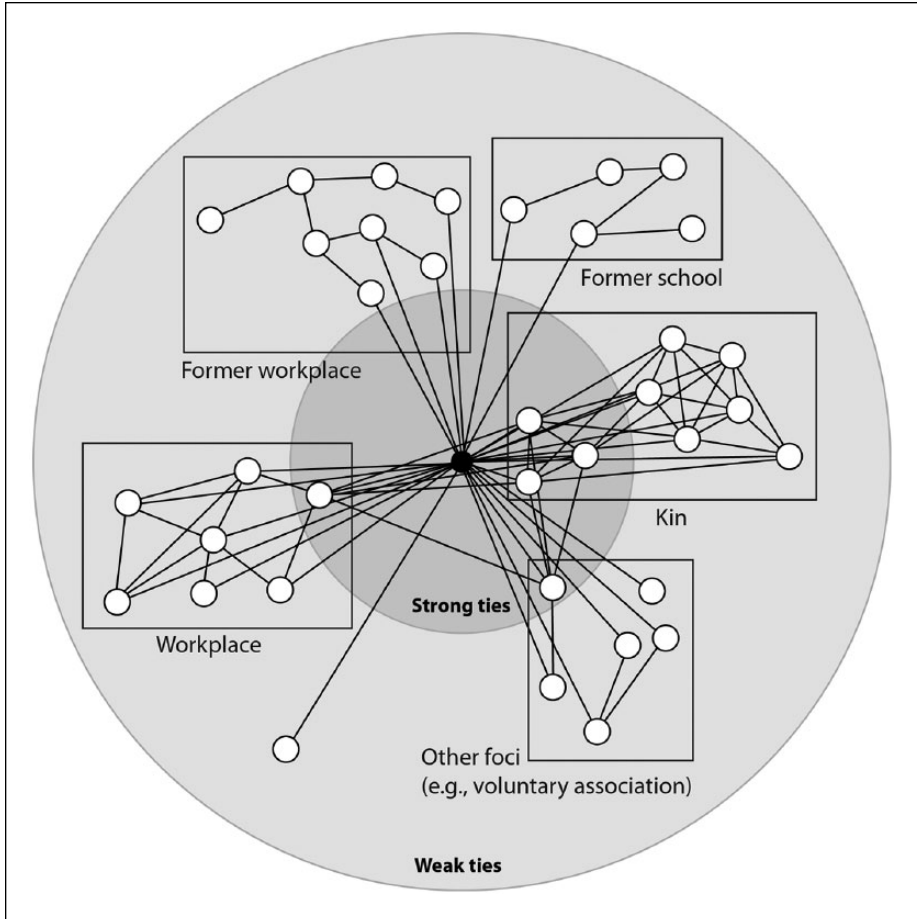 Former school
Former workplace
Kin
Strong ties
Workplace
Other foci
(e.g., voluntary association)
Weak ties